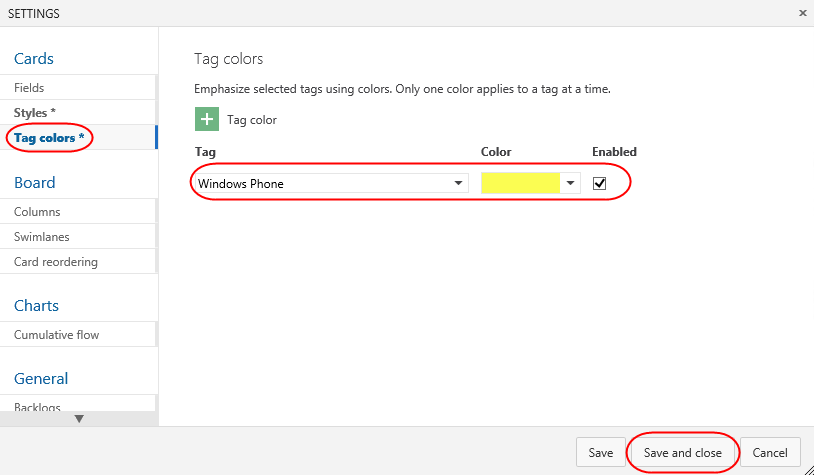 SETTINGS
Cards
Fields
Styles *
Tag colors *
Board
Columns
Swimlanes
Card reordering
Charts
Cumulative flow
General
Backlogs
Tag colors
Emphasize selected tags using colors. Only one color applies to a tag at a time.
Tag color
Tag Color Enabled
Windows Phone
Save Save and close Cancel